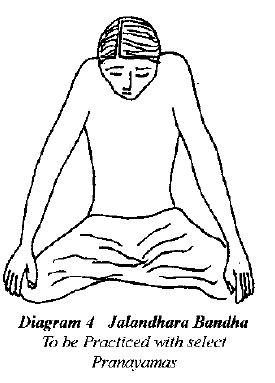 Diagram 4 Jalandhara Bandha
To be Practiced with select
Pranayamas